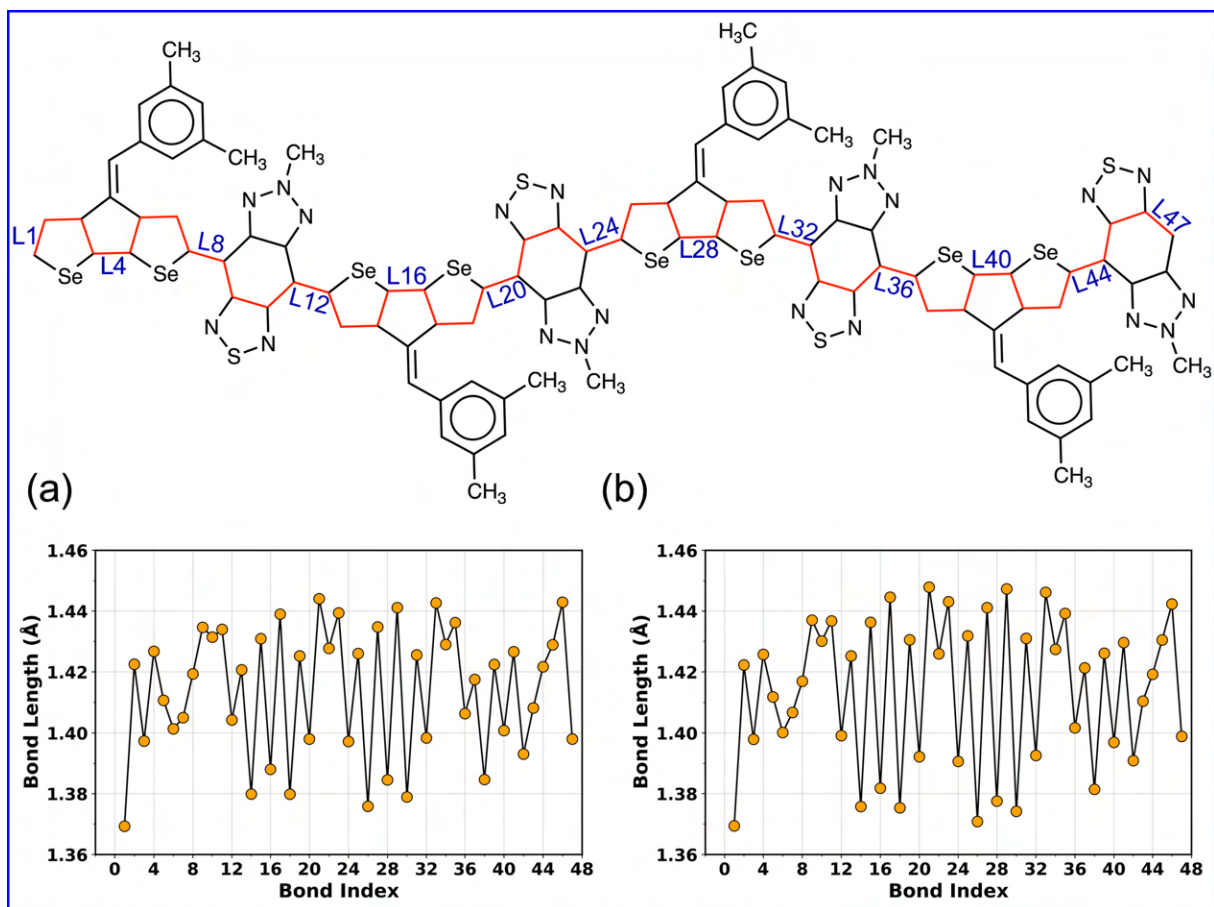 CH3
H3C
CH3
CH3
CH3
CH3
CH3
S
N
N
S
N
N
N
N
N
N
N
N
L47
L1
L24
L32
L8
Se
L4
Se
Se
L16
Se
L20
Se
L28
Se
Se
L40
Se
L44
L12
L36
N
S
N
N
N
N
N
S
N
N
N
N
CH3
CH3
CH3
CH3
CH3
CH3
(a)
(b)
1.46
1.44
1.42
1.40
1.38
1.36
Bond Length (Å)
0 4 8 12 16 20 24 28 32 36 40 44 48
Bond Index
1.46
1.44
1.42
1.40
1.38
1.36
Bond Length (Å)
0 4 8 12 16 20 24 28 32 36 40 44 48
Bond Index